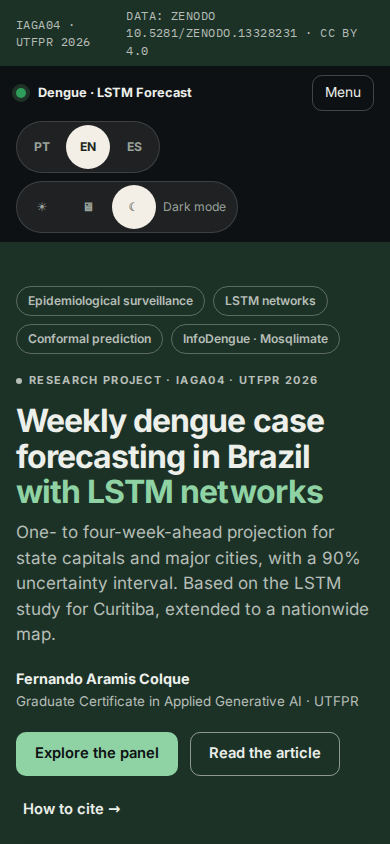 IAGA04 ·
UTFPR 2026
DATA: ZENODO
10.5281/ZENODO.13328231 · CC BY
4.0
Dengue · LSTM Forecast
Menu
PT EN ES
☀ 🖥 ☾ Dark mode
Epidemiological surveillance
LSTM networks
Conformal prediction
InfoDengue · Mosqlimate
RESEARCH PROJECT · IAGA04 · UTFPR 2026
Weekly dengue case
forecasting in Brazil
with LSTM networks
One- to four-week-ahead projection for
state capitals and major cities, with a 90%
uncertainty interval. Based on the LSTM
study for Curitiba, extended to a nationwide
map.
Fernando Aramis Colque
Graduate Certificate in Applied Generative AI · UTFPR
Explore the panel
Read the article
How to cite →